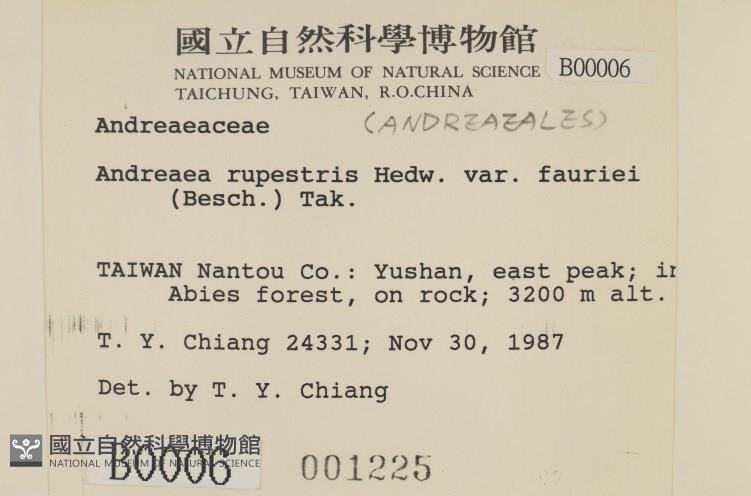 國立自然科學博物館
NATIONAL MUSEUM OF NATURAL SCIENCE
B00006
TAICHUNG, TAIWAN, R.O.CHINA
Andreaeaceae
(ANDREAEALES)
Andreaea rupestris Hedw. var. fauriei
(Besch.) Tak.
TAIWAN Nantou Co.: Yushan, east peak; in
Abies forest, on rock; 3200 m alt.
T. Y. Chiang 24331; Nov 30, 1987
Det. by T. Y. Chiang
國立自然科學博物館
NATIONAL MUSEUM OF NATURAL SCIENCE
B0006
001225